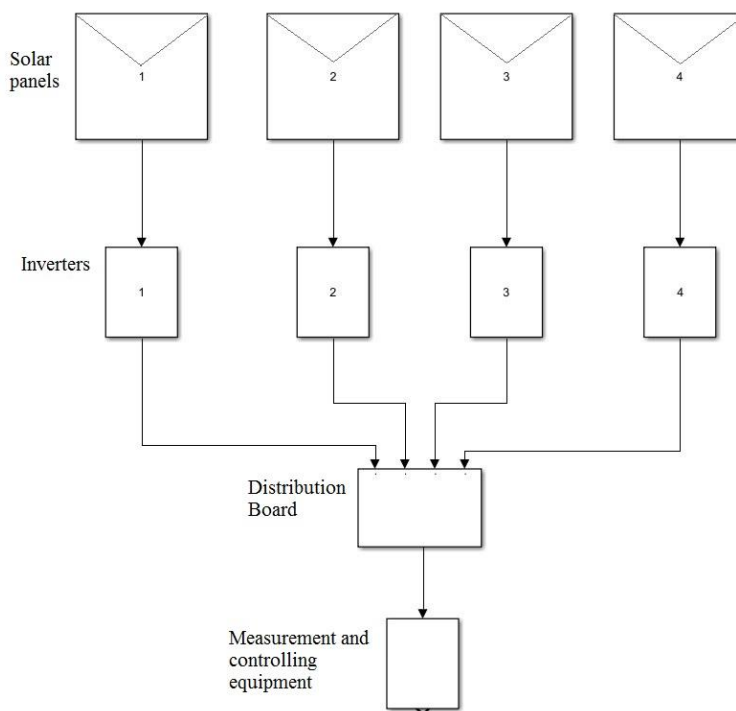 Solar
panels
1
2
3
4
Inverters
1
2
3
4
Distribution
Board
Measurement and
controlling
equipment